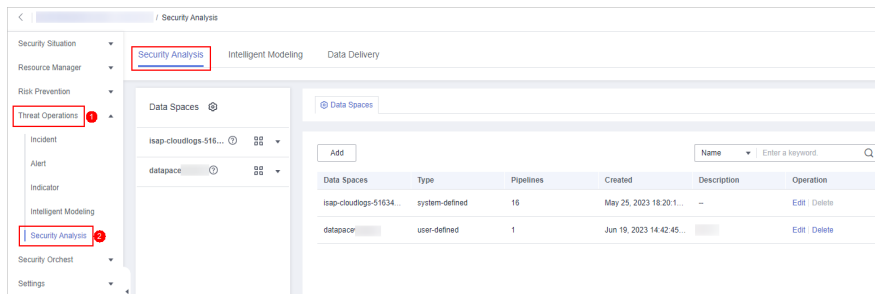 / Security Analysis
Security Situation
Resource Manager
Risk Prevention
Threat Operations 1
Incident
Alert
Indicator
Intelligent Modeling
Security Analysis 2
Security Orchest
Settings
Security Analysis Intelligent Modeling Data Delivery
Data Spaces
isap-cloudlogs-516...
datapace
Data Spaces
Add Name Enter a keyword.
Data Spaces Type Pipelines Created Description Operation
isap-cloudlogs-51634... system-defined 16 May 25, 2023 18:20:1... -- Edit Delete
datapace user-defined 1 Jun 19, 2023 14:42:45... Edit Delete